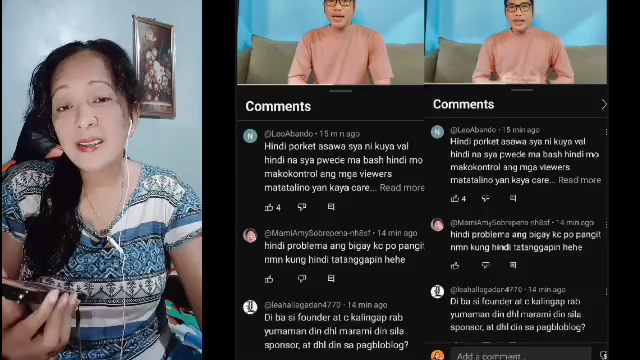 Comments
@LeoAbando · 15 min ago
Hindi porket asawa sya ni kuya val
hindi na sya pwede ma bash hindi mo
makokontrol ang mga viewers
matatalino yan kaya care... Read more
4
@MamiAmySobrepena-nh8sf · 14 min ago
hindi problema ang bigay kc po pangit
nmn kung hindi tatanggapin hehe
@leahallagadan4770 · 14 min ago
Di ba si founder at c kalingap rab
yumaman din dhl marami din sila
sponsor, at dhl din sa pagbloblog?
Comments
@LeoAbando · 15 min ago
Hindi porket asawa sya ni kuya val
hindi na sya pwede ma bash hindi mo
makokontrol ang mga viewers
matatalino yan kaya care... Read more
4
@MamiAmySobrepena-nh8sf · 14 min ago
hindi problema ang bigay kc po pangit
nmn kung hindi tatanggapin hehe
@leahallagadan4770 · 14 min ago
Di ba si founder at c kalingap rab
yumaman din dhl marami din sila
sponsor, at dhl din sa pagbloblog?
Add a comment...